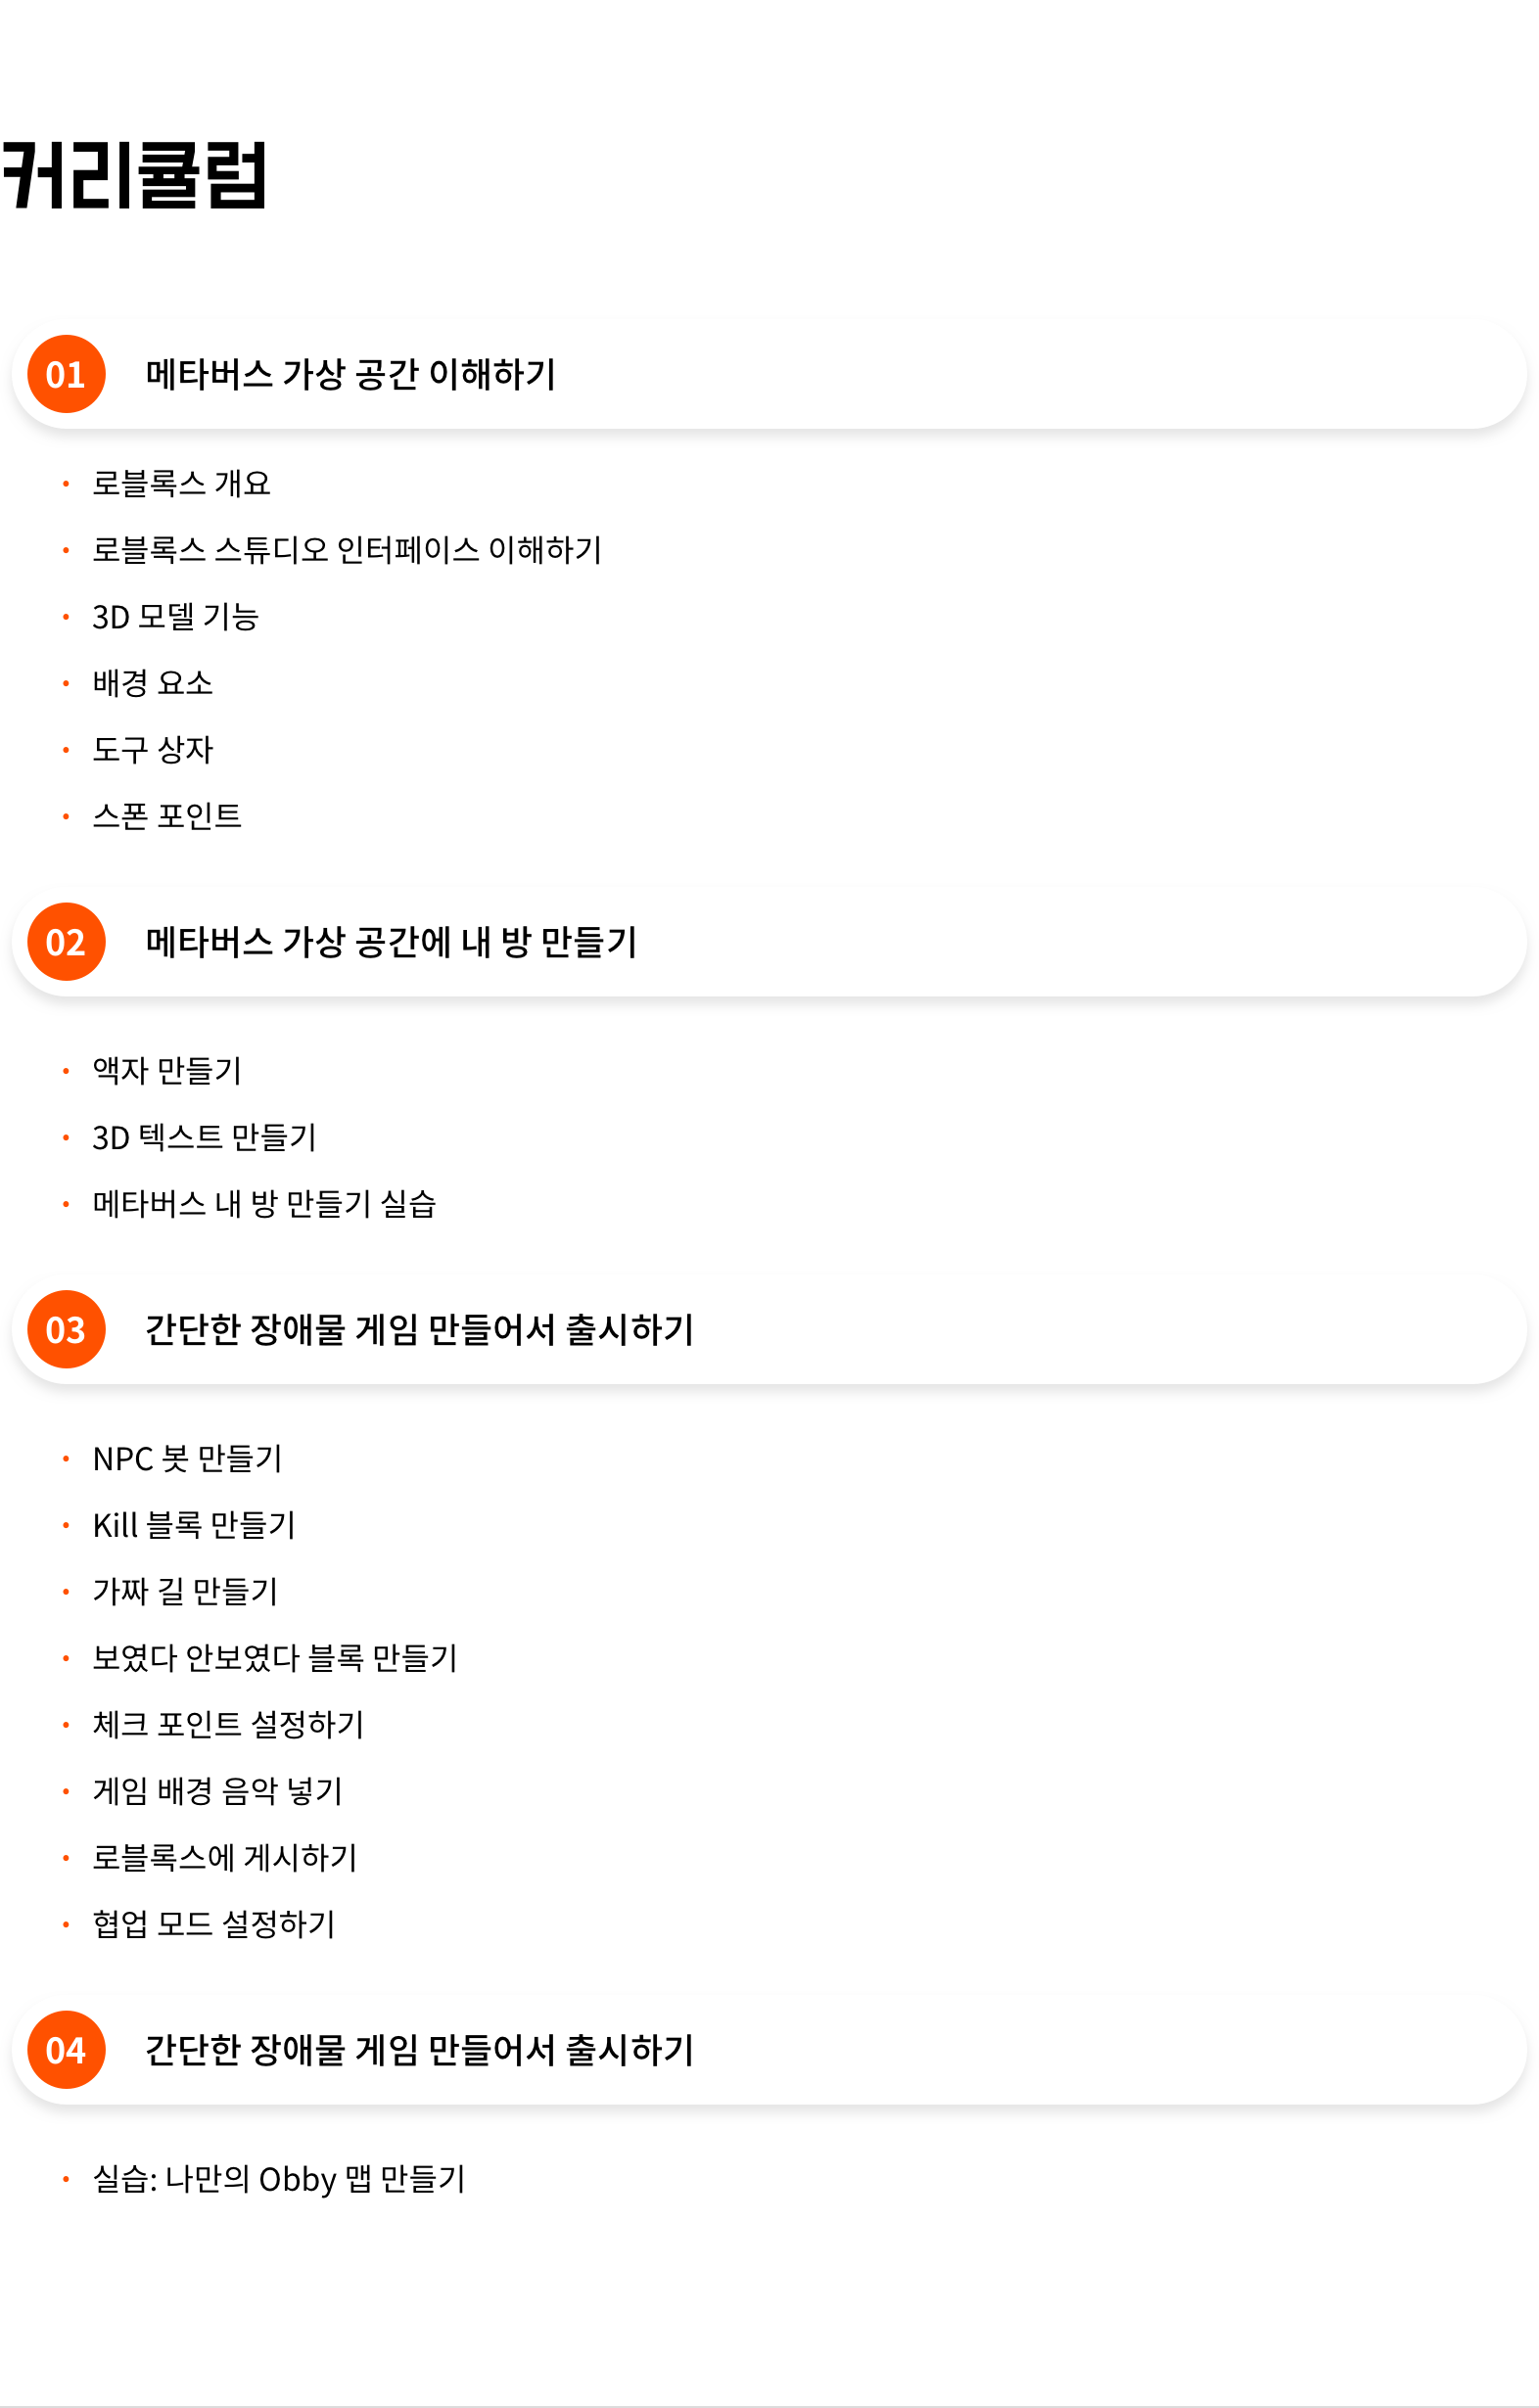 커리큘럼
01 메타버스 가상 공간 이해하기
• 로블록스 개요
• 로블록스 스튜디오 인터페이스 이해하기
• 3D 모델 기능
• 배경 요소
• 도구 상자
• 스폰 포인트
02 메타버스 가상 공간에 내 방 만들기
• 액자 만들기
• 3D 텍스트 만들기
• 메타버스 내 방 만들기 실습
03 간단한 장애물 게임 만들어서 출시하기
• NPC 봇 만들기
• Kill 블록 만들기
• 가짜 길 만들기
• 보였다 안보였다 블록 만들기
• 체크 포인트 설정하기
• 게임 배경 음악 넣기
• 로블록스에 게시하기
• 협업 모드 설정하기
04 간단한 장애물 게임 만들어서 출시하기
• 실습: 나만의 Obby 맵 만들기